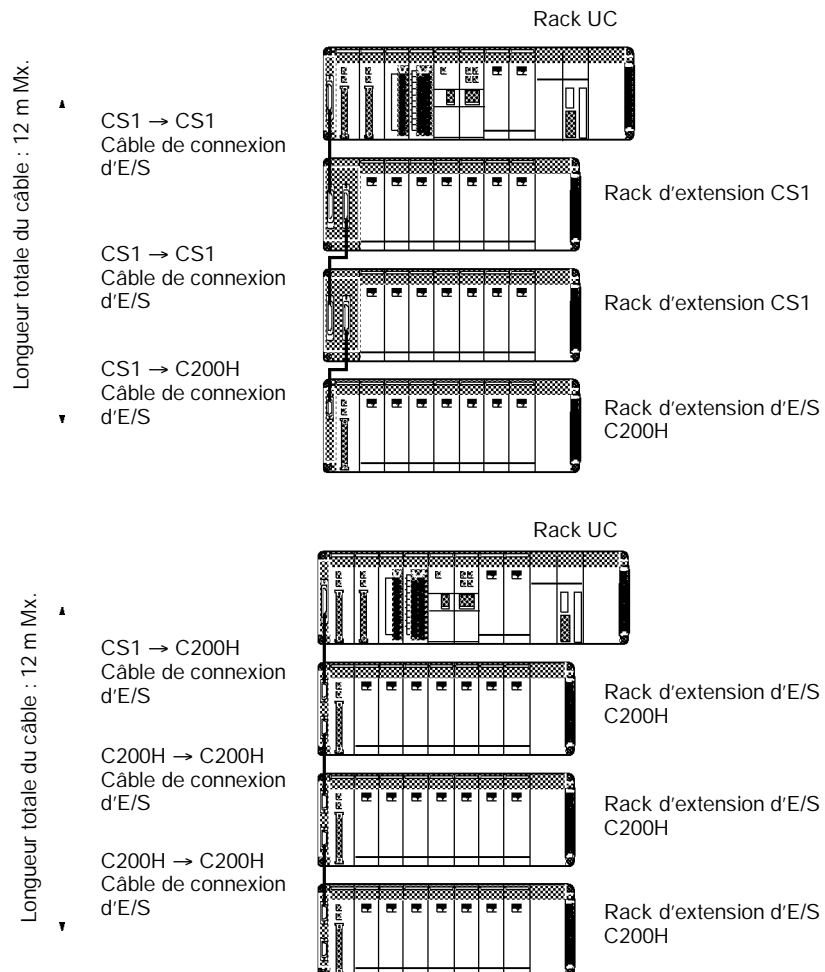 Rack UC
Longueur totale du câble : 12 m Mx.
CS1 → CS1
Câble de connexion
d'E/S
Rack d'extension CS1
CS1 → CS1
Câble de connexion
d'E/S
Rack d'extension CS1
CS1 → C200H
Câble de connexion
d'E/S
Rack d'extension d'E/S
C200H
Rack UC
Longueur totale du câble : 12 m Mx.
CS1 → C200H
Câble de connexion
d'E/S
Rack d'extension d'E/S
C200H
C200H → C200H
Câble de connexion
d'E/S
Rack d'extension d'E/S
C200H
C200H → C200H
Câble de connexion
d'E/S
Rack d'extension d'E/S
C200H